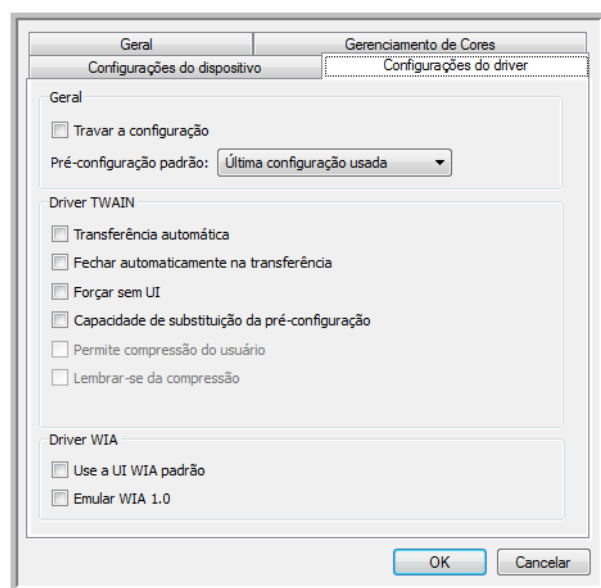 Geral
Gerenciamento de Cores
Configurações do dispositivo
Configurações do driver
Geral
Travar a configuração
Pré-configuração padrão: Última configuração usada
Driver TWAIN
Transferência automática
Fechar automaticamente na transferência
Forçar sem UI
Capacidade de substituição da pré-configuração
Permite compressão do usuário
Lembrar-se da compressão
Driver WIA
Use a UI WIA padrão
Emular WIA 1.0
OK
Cancelar